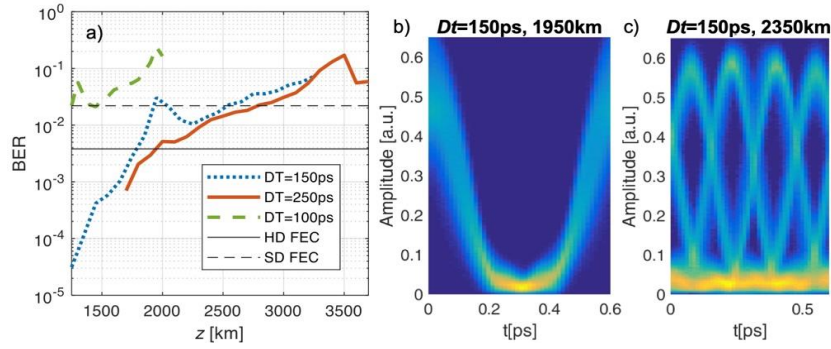 a)
10^0
10^-1
10^-2
10^-3
10^-4
10^-5
BER
DT=150ps
DT=250ps
DT=100ps
HD FEC
SD FEC
1500 2000 2500 3000 3500
z [km]
b) Dt=150ps, 1950km
0.6
0.5
0.4
0.3
0.2
0.1
0
Amplitude [a.u.]
0 0.2 0.4 0.6
t[ps]
c) Dt=150ps, 2350km
0.6
0.5
0.4
0.3
0.2
0.1
0
Amplitude [a.u.]
0 0.5
t[ps]